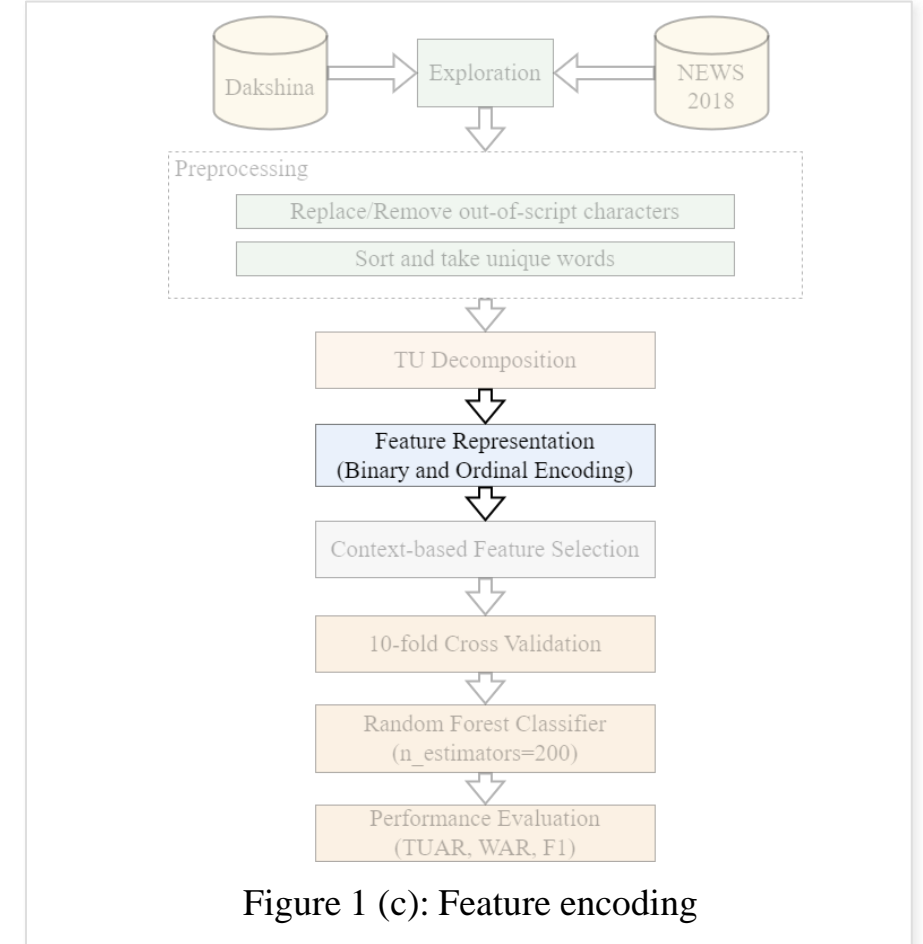 Dakshina
Exploration
NEWS
2018
Preprocessing
Replace/Remove out-of-script characters
Sort and take unique words
TU Decomposition
Feature Representation
(Binary and Ordinal Encoding)
Context-based Feature Selection
10-fold Cross Validation
Random Forest Classifier
(n_estimators=200)
Performance Evaluation
(TUAR, WAR, F1)
Figure 1 (c): Feature encoding